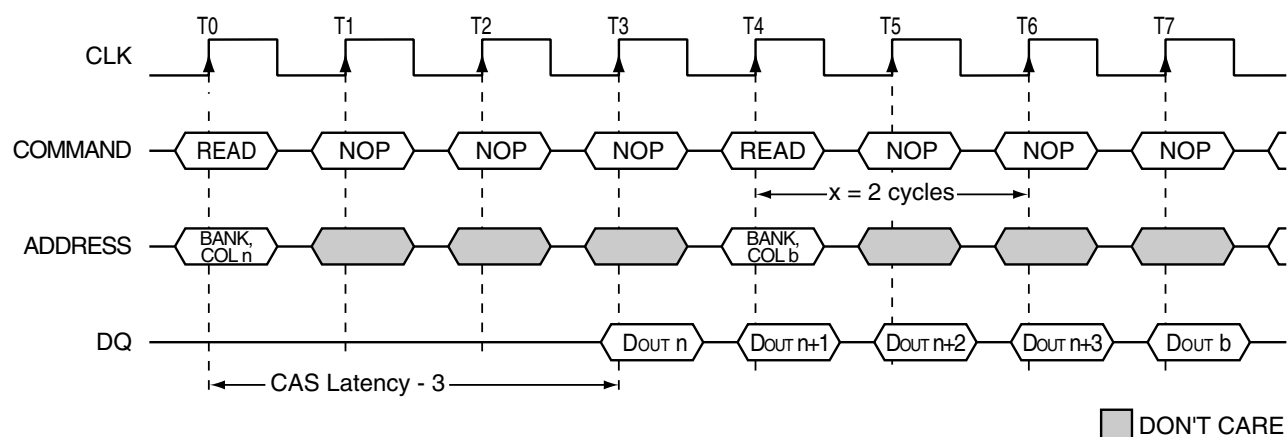 T0 T1 T2 T3 T4 T5 T6 T7
CLK
COMMAND READ NOP NOP NOP READ NOP NOP NOP
x = 2 cycles
ADDRESS BANK, COL n BANK, COL b
DQ DOUT n DOUT n+1 DOUT n+2 DOUT n+3 DOUT b
CAS Latency - 3
DON'T CARE